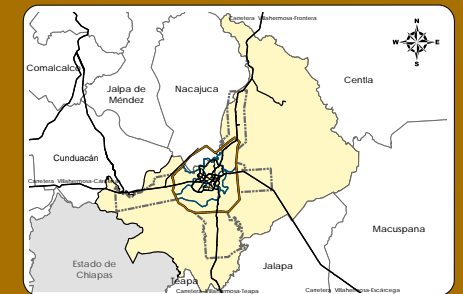 Carretera Villahermosa-Frontera
N
W E
S
Comalcalco
Centla
Jalpa de
Méndez
Nacajuca
Cunduacán
Carretera Villahermosa-Cárdenas
Macuspana
Estado de
Chiapas
Jalapa
Teapa
Carretera Villahermosa-Teapa
Carretera Villahermosa-Escárcega